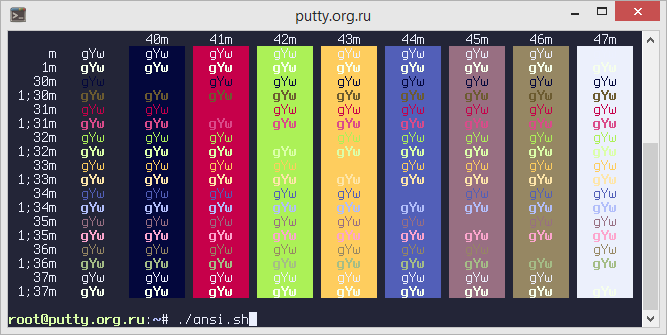 putty.org.ru
40m 41m 42m 43m 44m 45m 46m 47m
m gYw gYw gYw gYw gYw gYw gYw gYw
1m gYw gYw gYw gYw gYw gYw gYw gYw gYw
30m gYw gYw gYw gYw gYw gYw gYw gYw
1;30m gYw gYw gYw gYw gYw gYw gYw gYw gYw
31m gYw gYw gYw gYw gYw gYw gYw gYw
1;31m gYw gYw gYw gYw gYw gYw gYw gYw gYw
32m gYw gYw gYw gYw gYw gYw gYw gYw
1;32m gYw gYw gYw gYw gYw gYw gYw gYw gYw
33m gYw gYw gYw gYw gYw gYw gYw gYw
1;33m gYw gYw gYw gYw gYw gYw gYw gYw gYw
34m gYw gYw gYw gYw gYw gYw gYw gYw
1;34m gYw gYw gYw gYw gYw gYw gYw gYw gYw
35m gYw gYw gYw gYw gYw gYw gYw gYw
1;35m gYw gYw gYw gYw gYw gYw gYw gYw gYw
36m gYw gYw gYw gYw gYw gYw gYw gYw
1;36m gYw gYw gYw gYw gYw gYw gYw gYw gYw
37m gYw gYw gYw gYw gYw gYw gYw gYw
1;37m gYw gYw gYw gYw gYw gYw gYw gYw gYw
root@putty.org.ru:~# ./ansi.sh